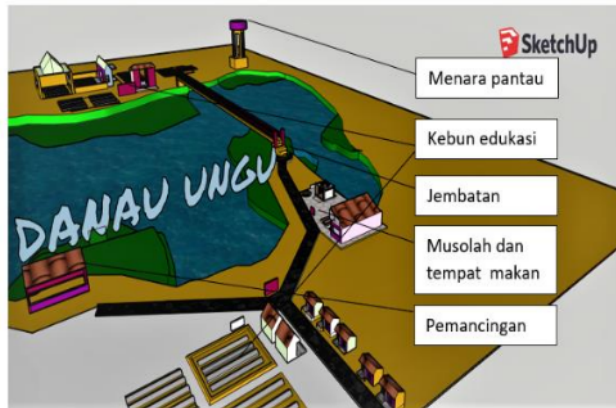 SketchUp
Menara pantau
Kebun edukasi
Jembatan
DANAU UNGU
Musolah dan
tempat makan
Pemancingan